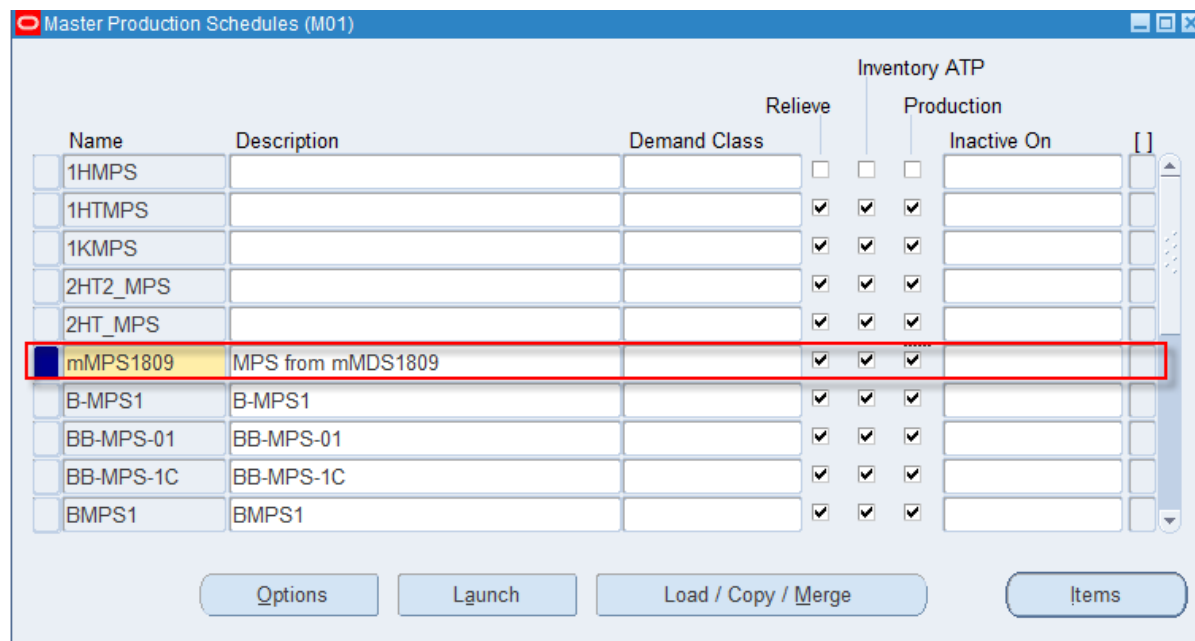 Master Production Schedules (M01)
Inventory ATP
Relieve Production
Name Description Demand Class Inactive On [ ]
1HMPS
1HTMPS
1KMPS
2HT2_MPS
2HT_MPS
mMPS1809 MPS from mMDS1809
B-MPS1 B-MPS1
BB-MPS-01 BB-MPS-01
BB-MPS-1C BB-MPS-1C
BMPS1 BMPS1
Options Launch Load / Copy / Merge Items